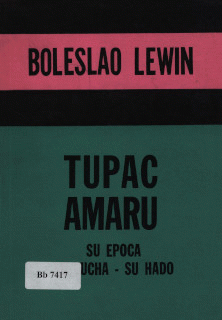 BOLESLAO LEWIN
TUPAC
AMARU
SU EPOCA
UCHA - SU HADO
Bb 7417